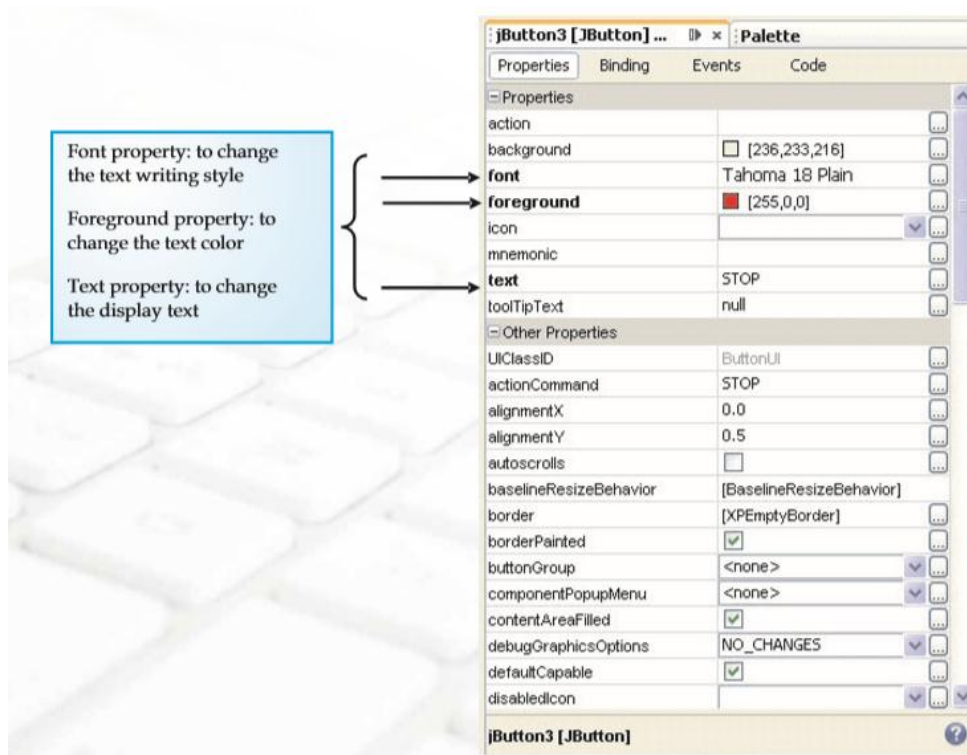 Font property: to change
the text writing style
Foreground property: to
change the text color
Text property: to change
the display text
jButton3 [JButton] ... Palette
Properties Binding Events Code
Properties
action
background [236,233,216]
font Tahoma 18 Plain
foreground [255,0,0]
icon
mnemonic
text STOP
toolTipText null
Other Properties
UIClassID ButtonUI
actionCommand STOP
alignmentX 0.0
alignmentY 0.5
autoscrolls
baselineResizeBehavior [BaselineResizeBehavior]
border [XPEmptyBorder]
borderPainted
buttonGroup <none>
componentPopupMenu <none>
contentAreaFilled
debugGraphicsOptions NO_CHANGES
defaultCapable
disabledIcon
jButton3 [JButton]